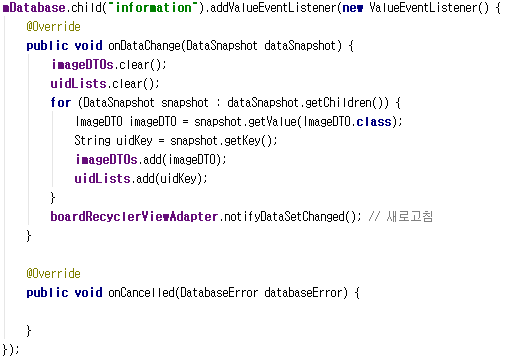 mDatabase.child("information").addValueEventListener(new ValueEventListener() {
@Override
public void onDataChange(DataSnapshot dataSnapshot) {
imageDTOs.clear();
uidLists.clear();
for (DataSnapshot snapshot : dataSnapshot.getChildren()) {
ImageDTO imageDTO = snapshot.getValue(ImageDTO.class);
String uidKey = snapshot.getKey();
imageDTOs.add(imageDTO);
uidLists.add(uidKey);
}
boardRecyclerViewAdapter.notifyDataSetChanged(); // 새로고침
}
@Override
public void onCancelled(DatabaseError databaseError) {
}
});